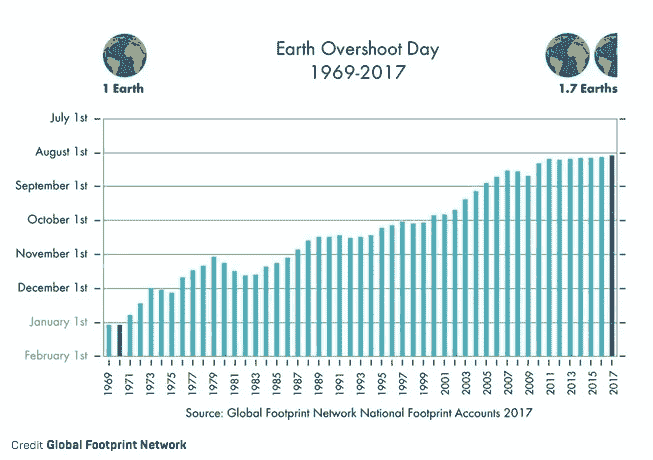 Earth Overshoot Day
1969-2017
1 Earth
1.7 Earths
July 1st
August 1st
September 1st
October 1st
November 1st
December 1st
January 1st
February 1st
1969
1971
1973
1975
1977
1979
1981
1983
1985
1987
1989
1991
1993
1995
1997
1999
2001
2003
2005
2007
2009
2011
2013
2015
2017
Source: Global Footprint Network National Footprint Accounts 2017
Credit Global Footprint Network